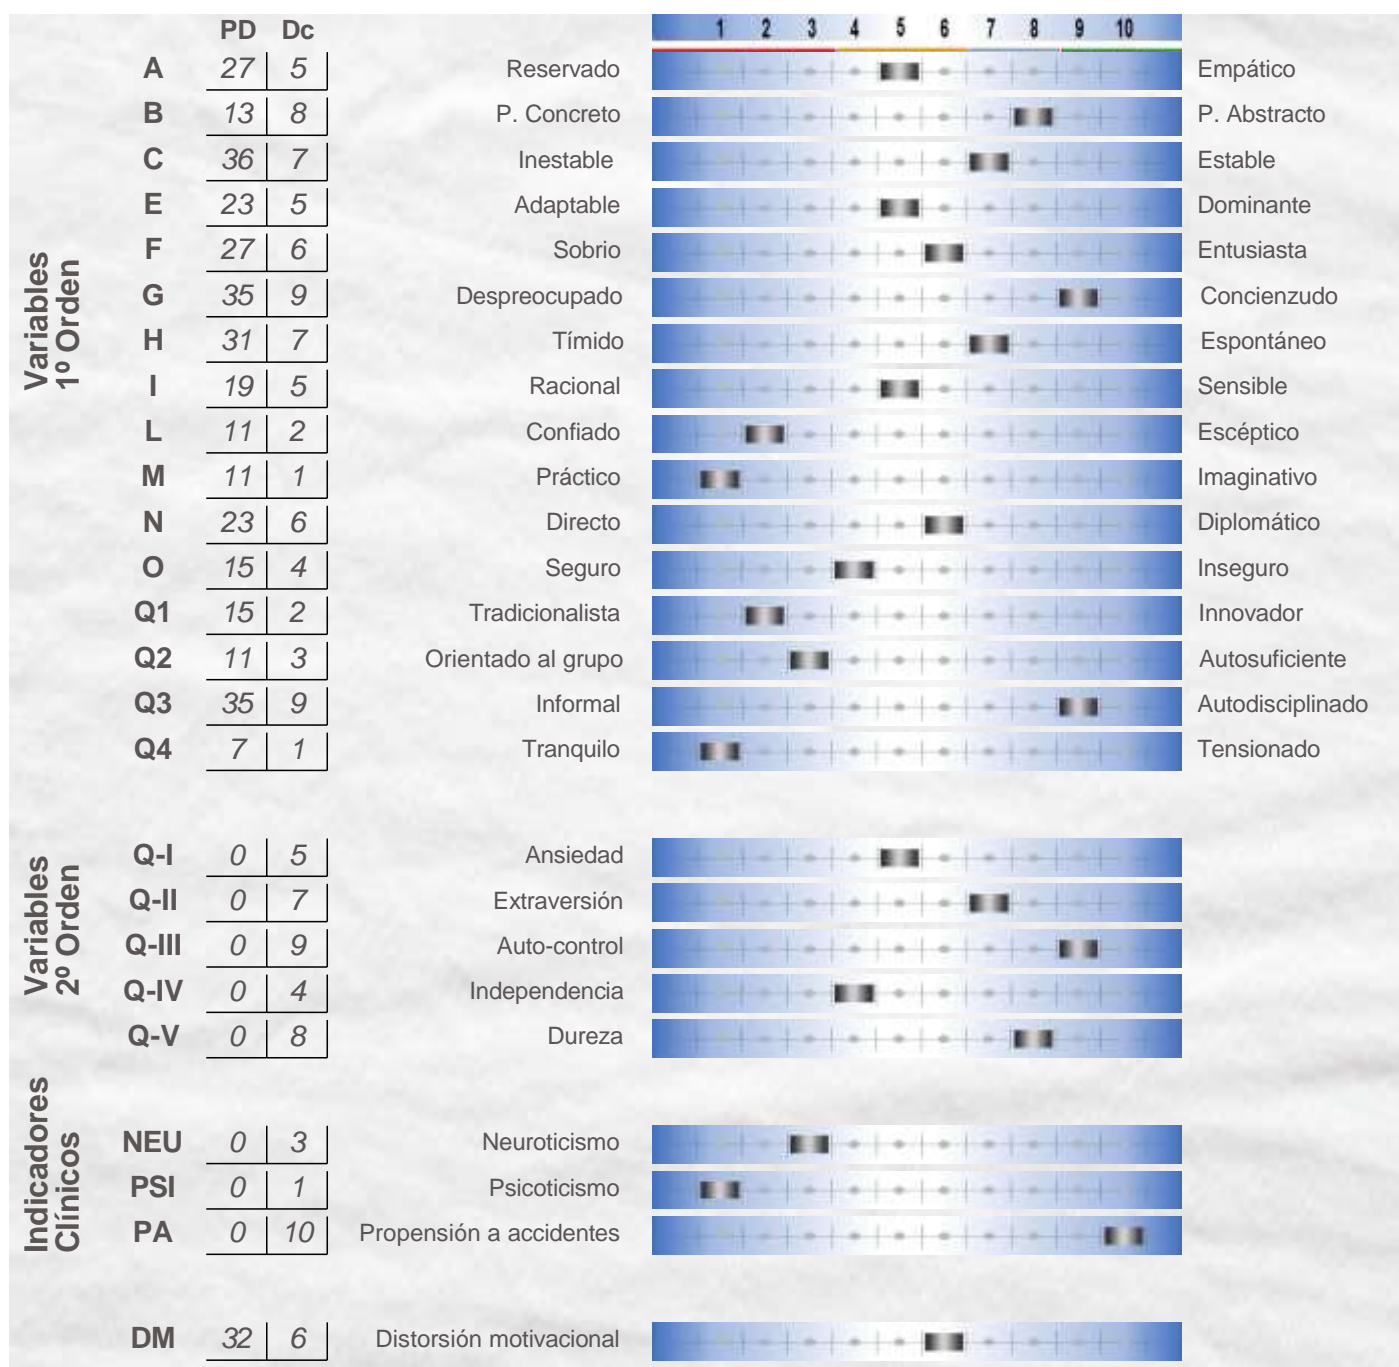 PD Dc 1 2 3 4 5 6 7 8 9 10
Variables
1º Orden
A 27 5 Reservado Empático
B 13 8 P. Concreto P. Abstracto
C 36 7 Inestable Estable
E 23 5 Adaptable Dominante
F 27 6 Sobrio Entusiasta
G 35 9 Despreocupado Concienzudo
H 31 7 Tímido Espontáneo
I 19 5 Racional Sensible
L 11 2 Confiado Escéptico
M 11 1 Práctico Imaginativo
N 23 6 Directo Diplomático
O 15 4 Seguro Inseguro
Q1 15 2 Tradicionalista Innovador
Q2 11 3 Orientado al grupo Autosuficiente
Q3 35 9 Informal Autodisciplinado
Q4 7 1 Tranquilo Tensionado
Variables
2º Orden
Q-I 0 5 Ansiedad
Q-II 0 7 Extraversión
Q-III 0 9 Auto-control
Q-IV 0 4 Independencia
Q-V 0 8 Dureza
Indicadores
Clínicos
NEU 0 3 Neuroticismo
PSI 0 1 Psicoticismo
PA 0 10 Propensión a accidentes
DM 32 6 Distorsión motivacional